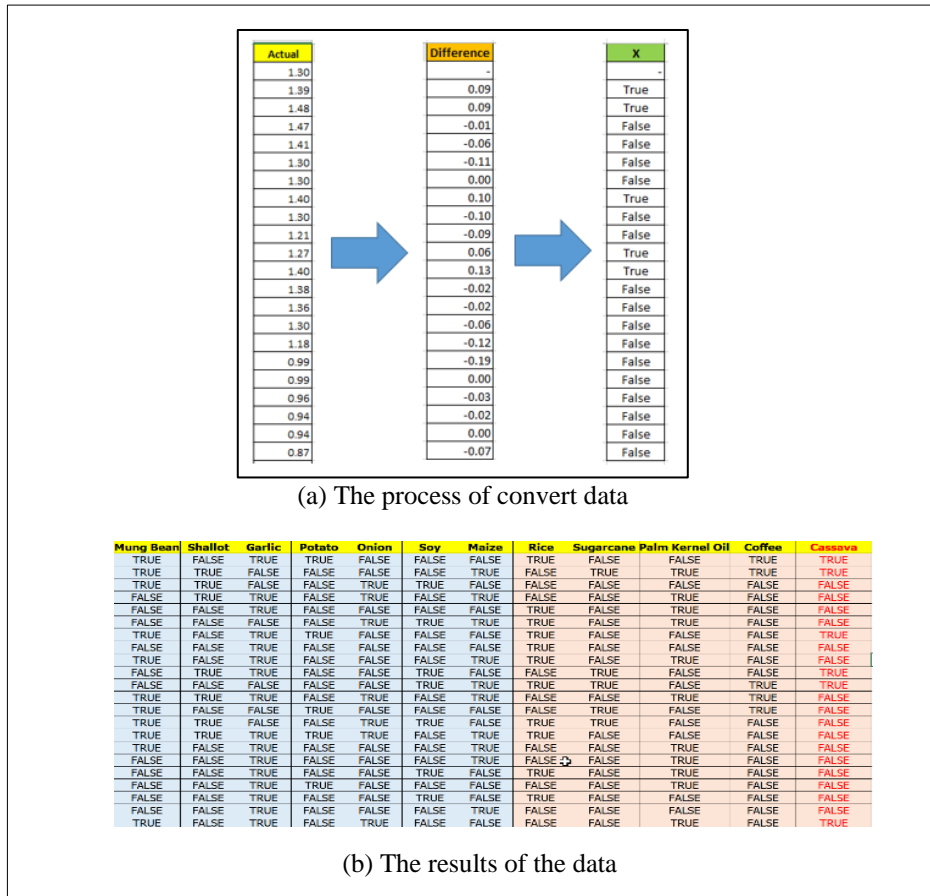 Actual Difference X
1.30 - -
1.39 0.09 True
1.48 0.09 True
1.47 -0.01 False
1.41 -0.06 False
1.30 -0.11 False
1.30 0.00 False
1.40 0.10 True
1.30 -0.10 False
1.21 -0.09 False
1.27 0.06 True
1.40 0.13 True
1.38 -0.02 False
1.36 -0.02 False
1.30 -0.06 False
1.18 -0.12 False
0.99 -0.19 False
0.99 0.00 False
0.96 -0.03 False
0.94 -0.02 False
0.94 0.00 False
0.87 -0.07 False
(a) The process of convert data
Mung Bean Shallot Garlic Potato Onion Soy Maize Rice Sugarcane Palm Kernel Oil Coffee Cassava
TRUE FALSE TRUE TRUE FALSE FALSE FALSE TRUE FALSE FALSE TRUE TRUE
TRUE TRUE FALSE FALSE FALSE FALSE TRUE FALSE TRUE TRUE TRUE TRUE
TRUE TRUE FALSE FALSE TRUE TRUE FALSE FALSE FALSE FALSE FALSE FALSE
FALSE TRUE TRUE FALSE FALSE FALSE TRUE FALSE FALSE TRUE FALSE FALSE
FALSE FALSE TRUE FALSE FALSE FALSE FALSE TRUE FALSE FALSE FALSE FALSE
FALSE FALSE FALSE FALSE TRUE TRUE TRUE TRUE FALSE TRUE FALSE FALSE
TRUE FALSE TRUE TRUE FALSE FALSE FALSE TRUE FALSE FALSE FALSE TRUE
FALSE FALSE TRUE FALSE FALSE FALSE FALSE TRUE FALSE FALSE FALSE FALSE
TRUE FALSE TRUE FALSE FALSE FALSE TRUE TRUE FALSE TRUE FALSE FALSE
FALSE TRUE TRUE FALSE FALSE TRUE TRUE FALSE FALSE FALSE FALSE TRUE
FALSE FALSE FALSE FALSE TRUE FALSE TRUE TRUE TRUE FALSE TRUE TRUE
TRUE TRUE TRUE FALSE TRUE FALSE TRUE FALSE FALSE TRUE FALSE FALSE
TRUE FALSE FALSE TRUE FALSE FALSE FALSE TRUE FALSE FALSE TRUE FALSE
TRUE TRUE FALSE FALSE TRUE TRUE FALSE TRUE TRUE FALSE FALSE FALSE
TRUE TRUE TRUE FALSE TRUE FALSE TRUE TRUE TRUE TRUE FALSE FALSE
TRUE FALSE TRUE FALSE FALSE FALSE TRUE FALSE FALSE TRUE FALSE FALSE
FALSE FALSE TRUE FALSE FALSE FALSE TRUE FALSE FALSE TRUE FALSE FALSE
FALSE FALSE TRUE FALSE FALSE TRUE FALSE TRUE FALSE TRUE FALSE FALSE
FALSE FALSE TRUE TRUE FALSE FALSE FALSE FALSE FALSE TRUE FALSE FALSE
FALSE FALSE TRUE FALSE FALSE TRUE FALSE TRUE FALSE FALSE FALSE FALSE
FALSE FALSE TRUE FALSE FALSE FALSE TRUE FALSE FALSE FALSE FALSE FALSE
TRUE FALSE TRUE FALSE TRUE FALSE FALSE FALSE FALSE TRUE FALSE TRUE
(b) The results of the data